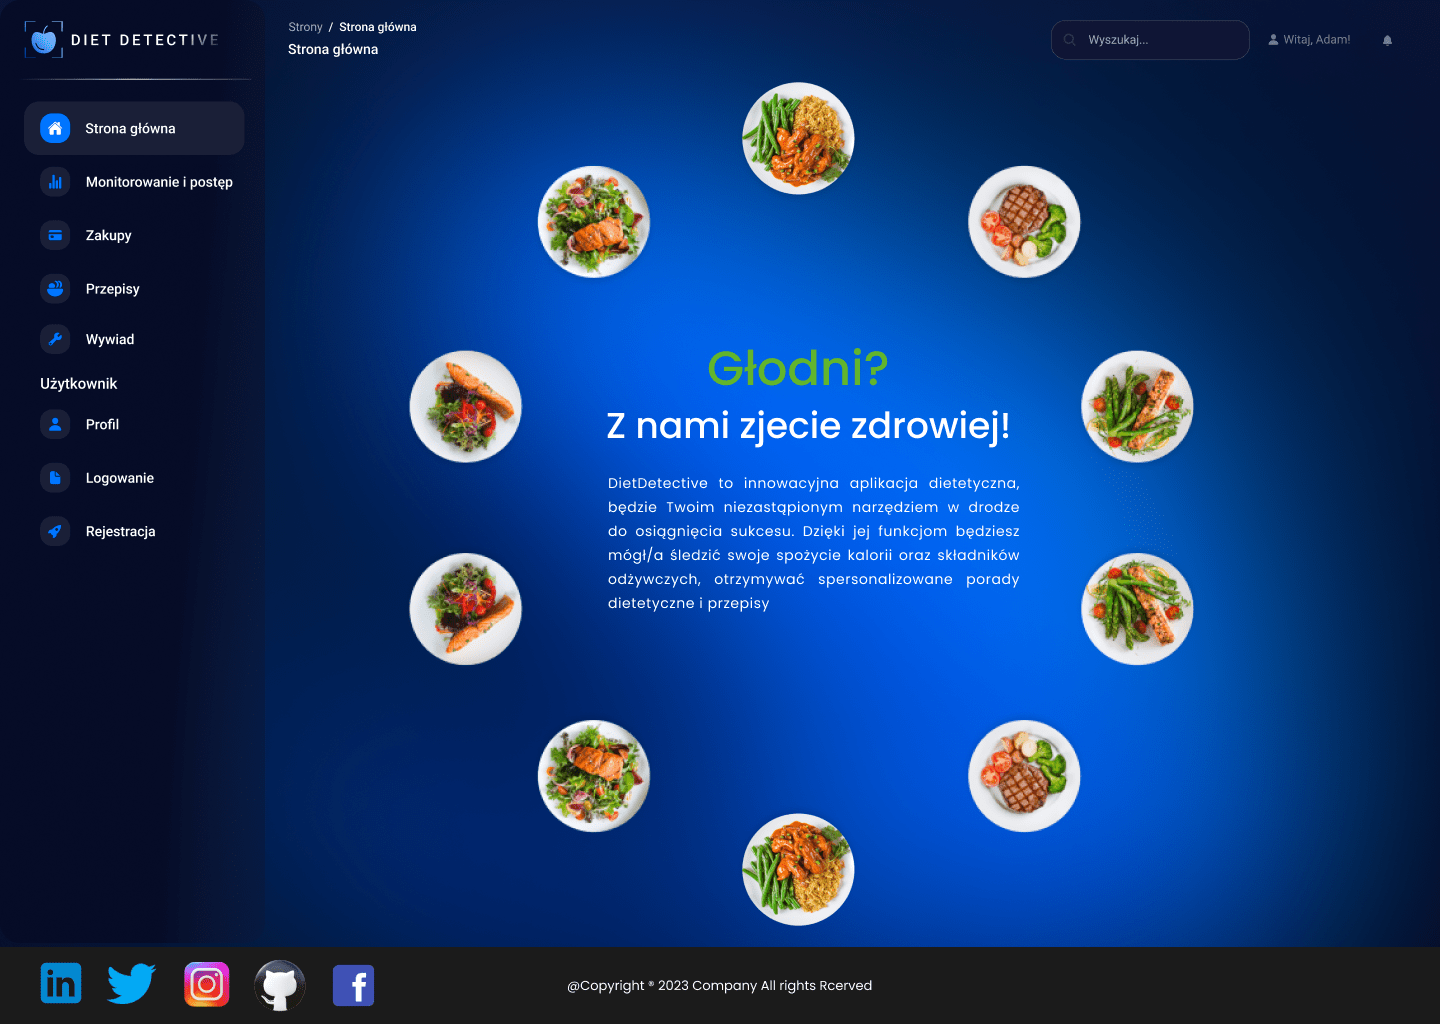 DIET DETECTIVE
Strony / Strona główna
Strona główna
Wyszukaj...
Witaj, Adam!
Strona główna
Monitorowanie i postęp
Zakupy
Przepisy
Wywiad
Użytkownik
Profil
Logowanie
Rejestracja
Głodni?
Z nami zjecie zdrowiej!
DietDetective to innowacyjna aplikacja dietetyczna,
będzie Twoim niezastąpionym narzędziem w drodze
do osiągnięcia sukcesu. Dzięki jej funkcjom będziesz
mógł/a śledzić swoje spożycie kalorii oraz składników
odżywczych, otrzymywać spersonalizowane porady
dietetyczne i przepisy
in
f
@Copyright ® 2023 Company All rights Rcerved